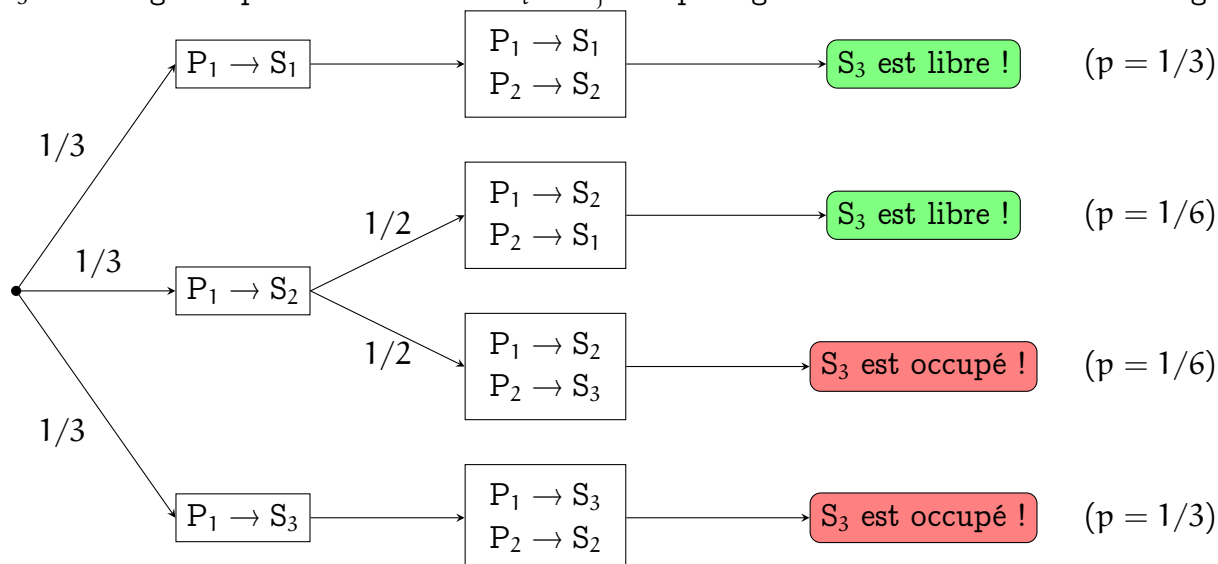 P₁ → S₁
P₁ → S₁
P₂ → S₂
S₃ est libre !
(p = 1/3)
1/3
P₁ → S₂
P₂ → S₁
S₃ est libre !
(p = 1/6)
1/2
1/3
P₁ → S₂
1/2
P₁ → S₂
P₂ → S₃
S₃ est occupé !
(p = 1/6)
1/3
P₁ → S₃
P₁ → S₃
P₂ → S₂
S₃ est occupé !
(p = 1/3)